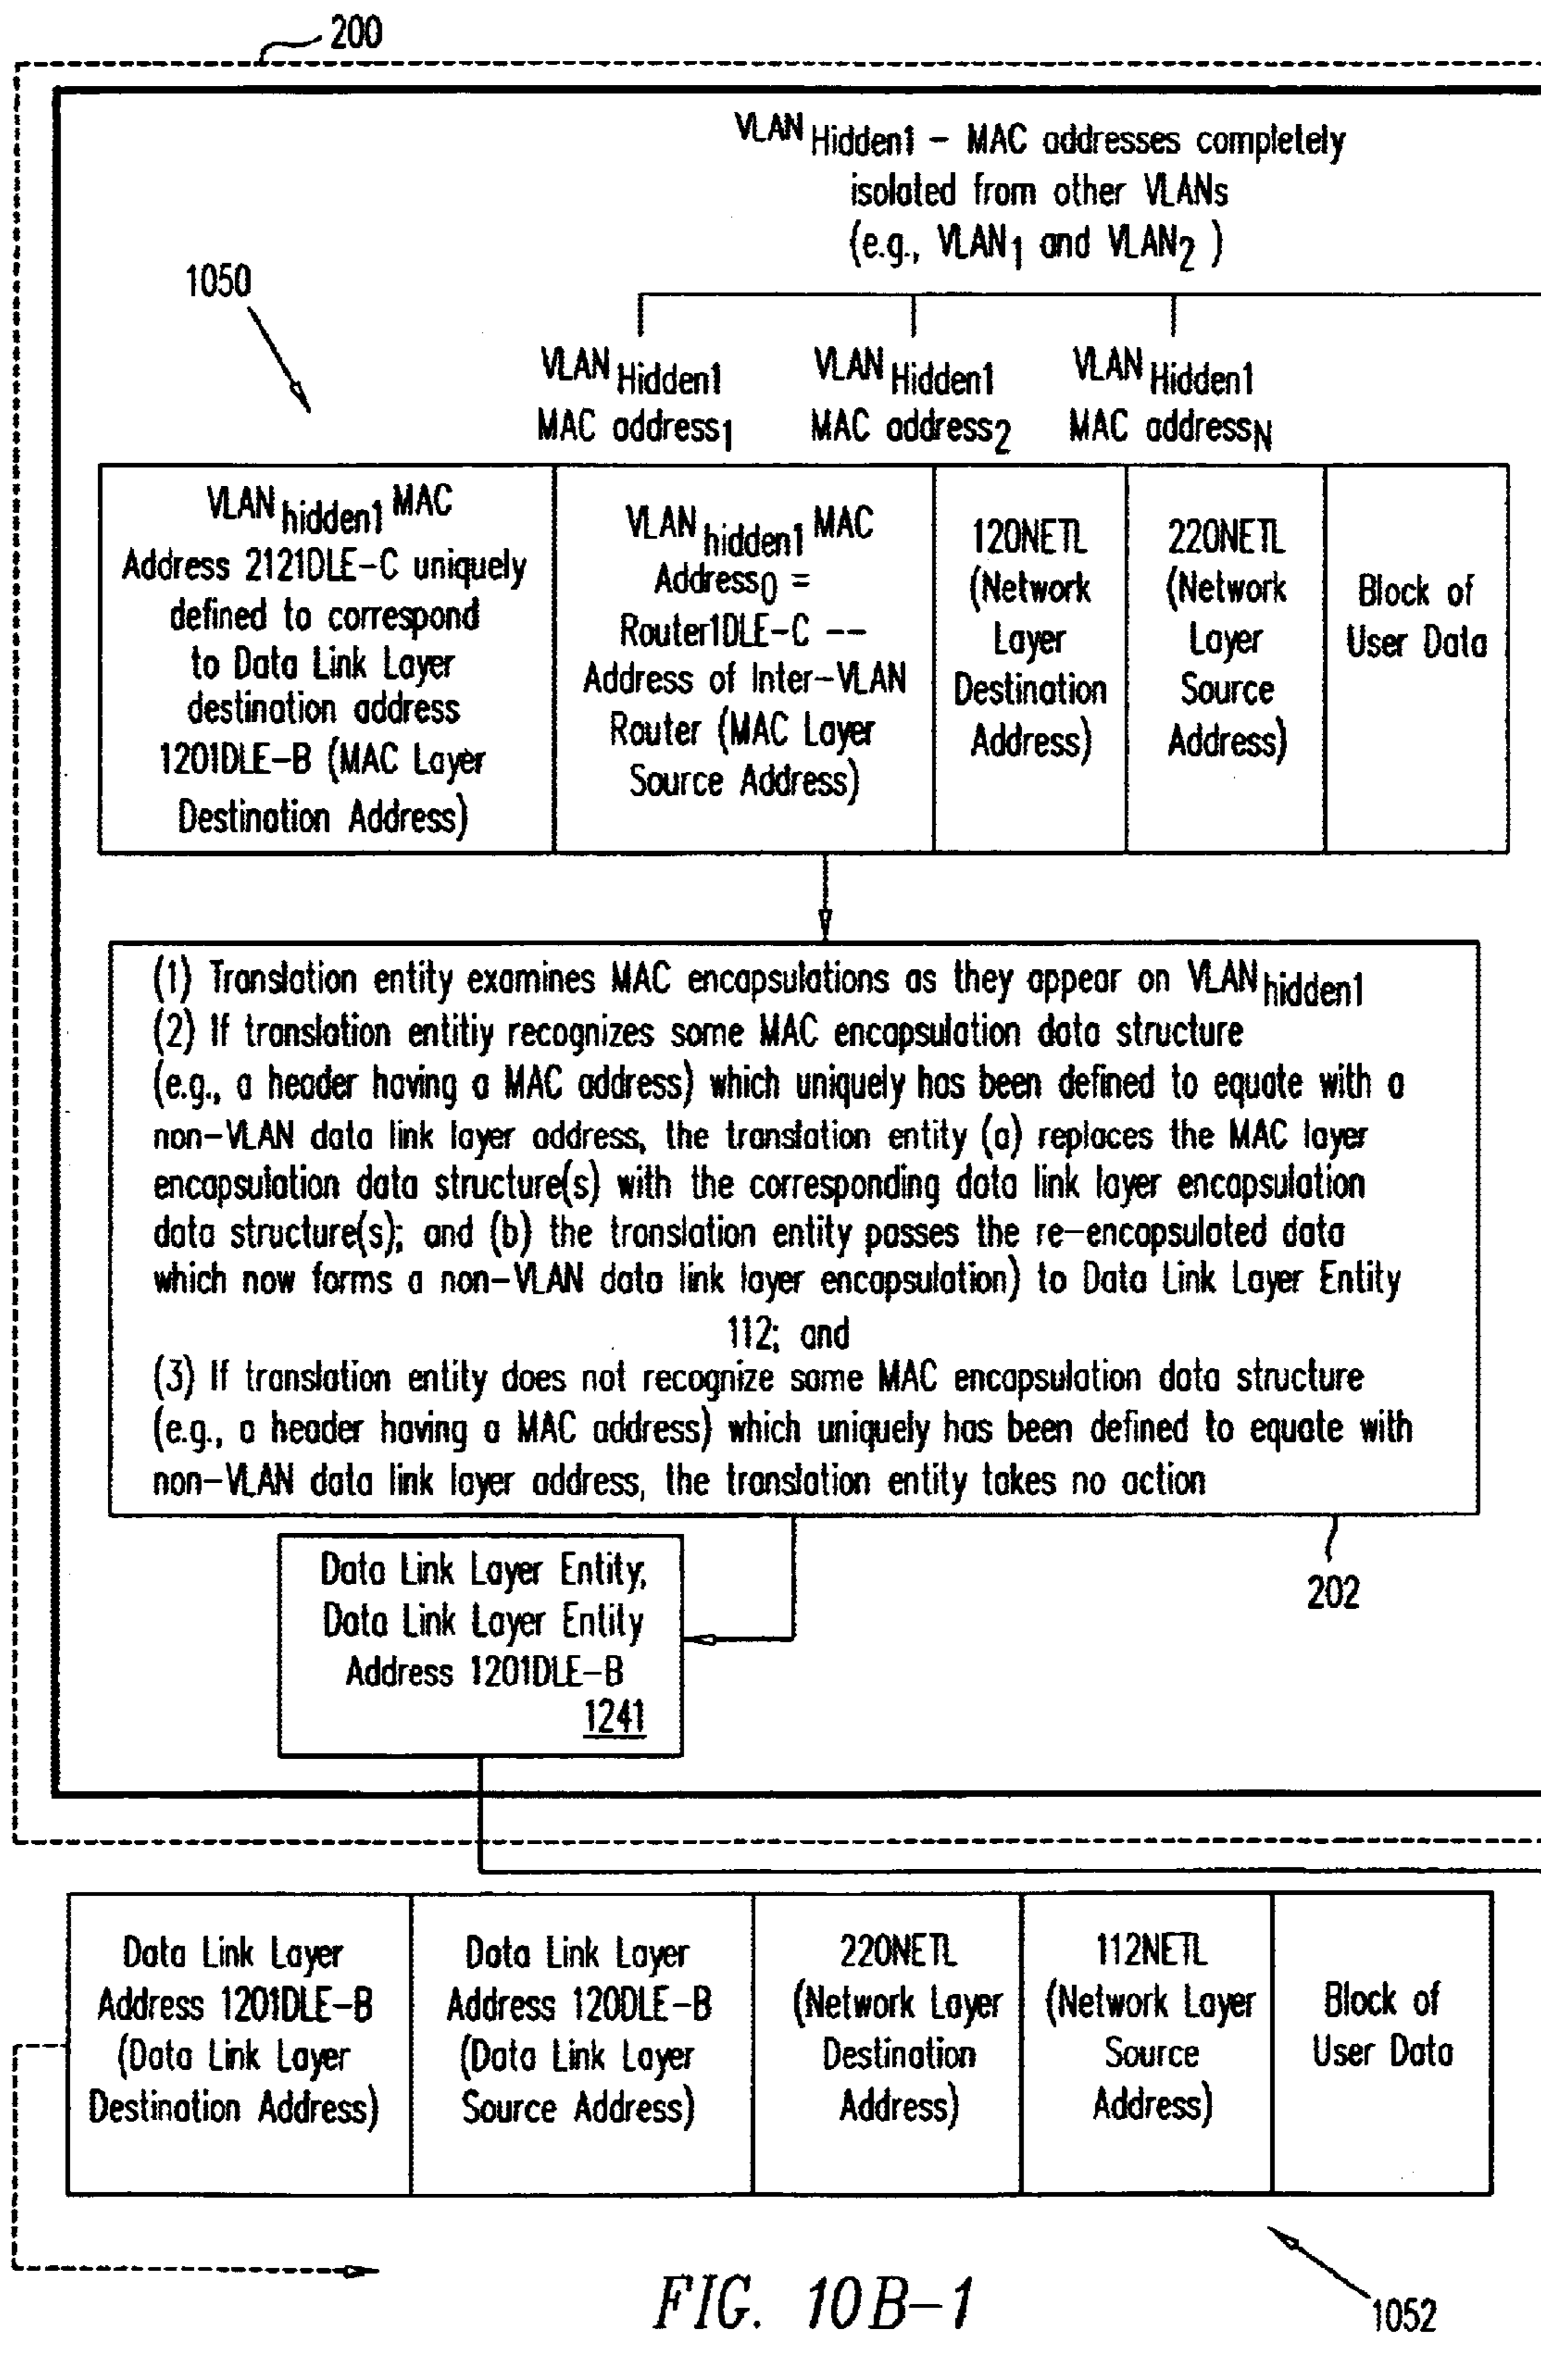 200
VLAN Hidden1 – MAC addresses completely
isolated from other VLANs
(e.g., VLAN1 and VLAN2 )
1050
VLAN Hidden1
MAC address1
VLAN Hidden1
MAC address2
VLAN Hidden1
MAC addressN
VLAN hidden1 MAC
Address 2121DLE-C uniquely
defined to correspond
to Data Link Layer
destination address
1201DLE-B (MAC Layer
Destination Address)
VLAN hidden1 MAC
Address0 =
Router1DLE-C --
Address of Inter-VLAN
Router (MAC Layer
Source Address)
120NETL
(Network
Layer
Destination
Address)
220NETL
(Network
Layer
Source
Address)
Block of
User Data
(1) Translation entity examines MAC encapsulations as they appear on VLAN hidden1
(2) If translation entitiy recognizes some MAC encapsulation data structure
(e.g., a header having a MAC address) which uniquely has been defined to equate with a
non-VLAN data link layer address, the translation entity (a) replaces the MAC layer
encapsulation data structure(s) with the corresponding data link layer encapsulation
data structure(s); and (b) the translation entity passes the re-encapsulated data
which now forms a non-VLAN data link layer encapsulation) to Data Link Layer Entity
112; and
(3) If translation entity does not recognize some MAC encapsulation data structure
(e.g., a header having a MAC address) which uniquely has been defined to equate with
non-VLAN data link layer address, the translation entity takes no action
202
Data Link Layer Entity,
Data Link Layer Entity
Address 1201DLE-B
1241
Data Link Layer
Address 1201DLE-B
(Data Link Layer
Destination Address)
Data Link Layer
Address 120DLE-B
(Data Link Layer
Source Address)
220NETL
(Network Layer
Destination
Address)
112NETL
(Network Layer
Source
Address)
Block of
User Data
1052
FIG. 10B-1